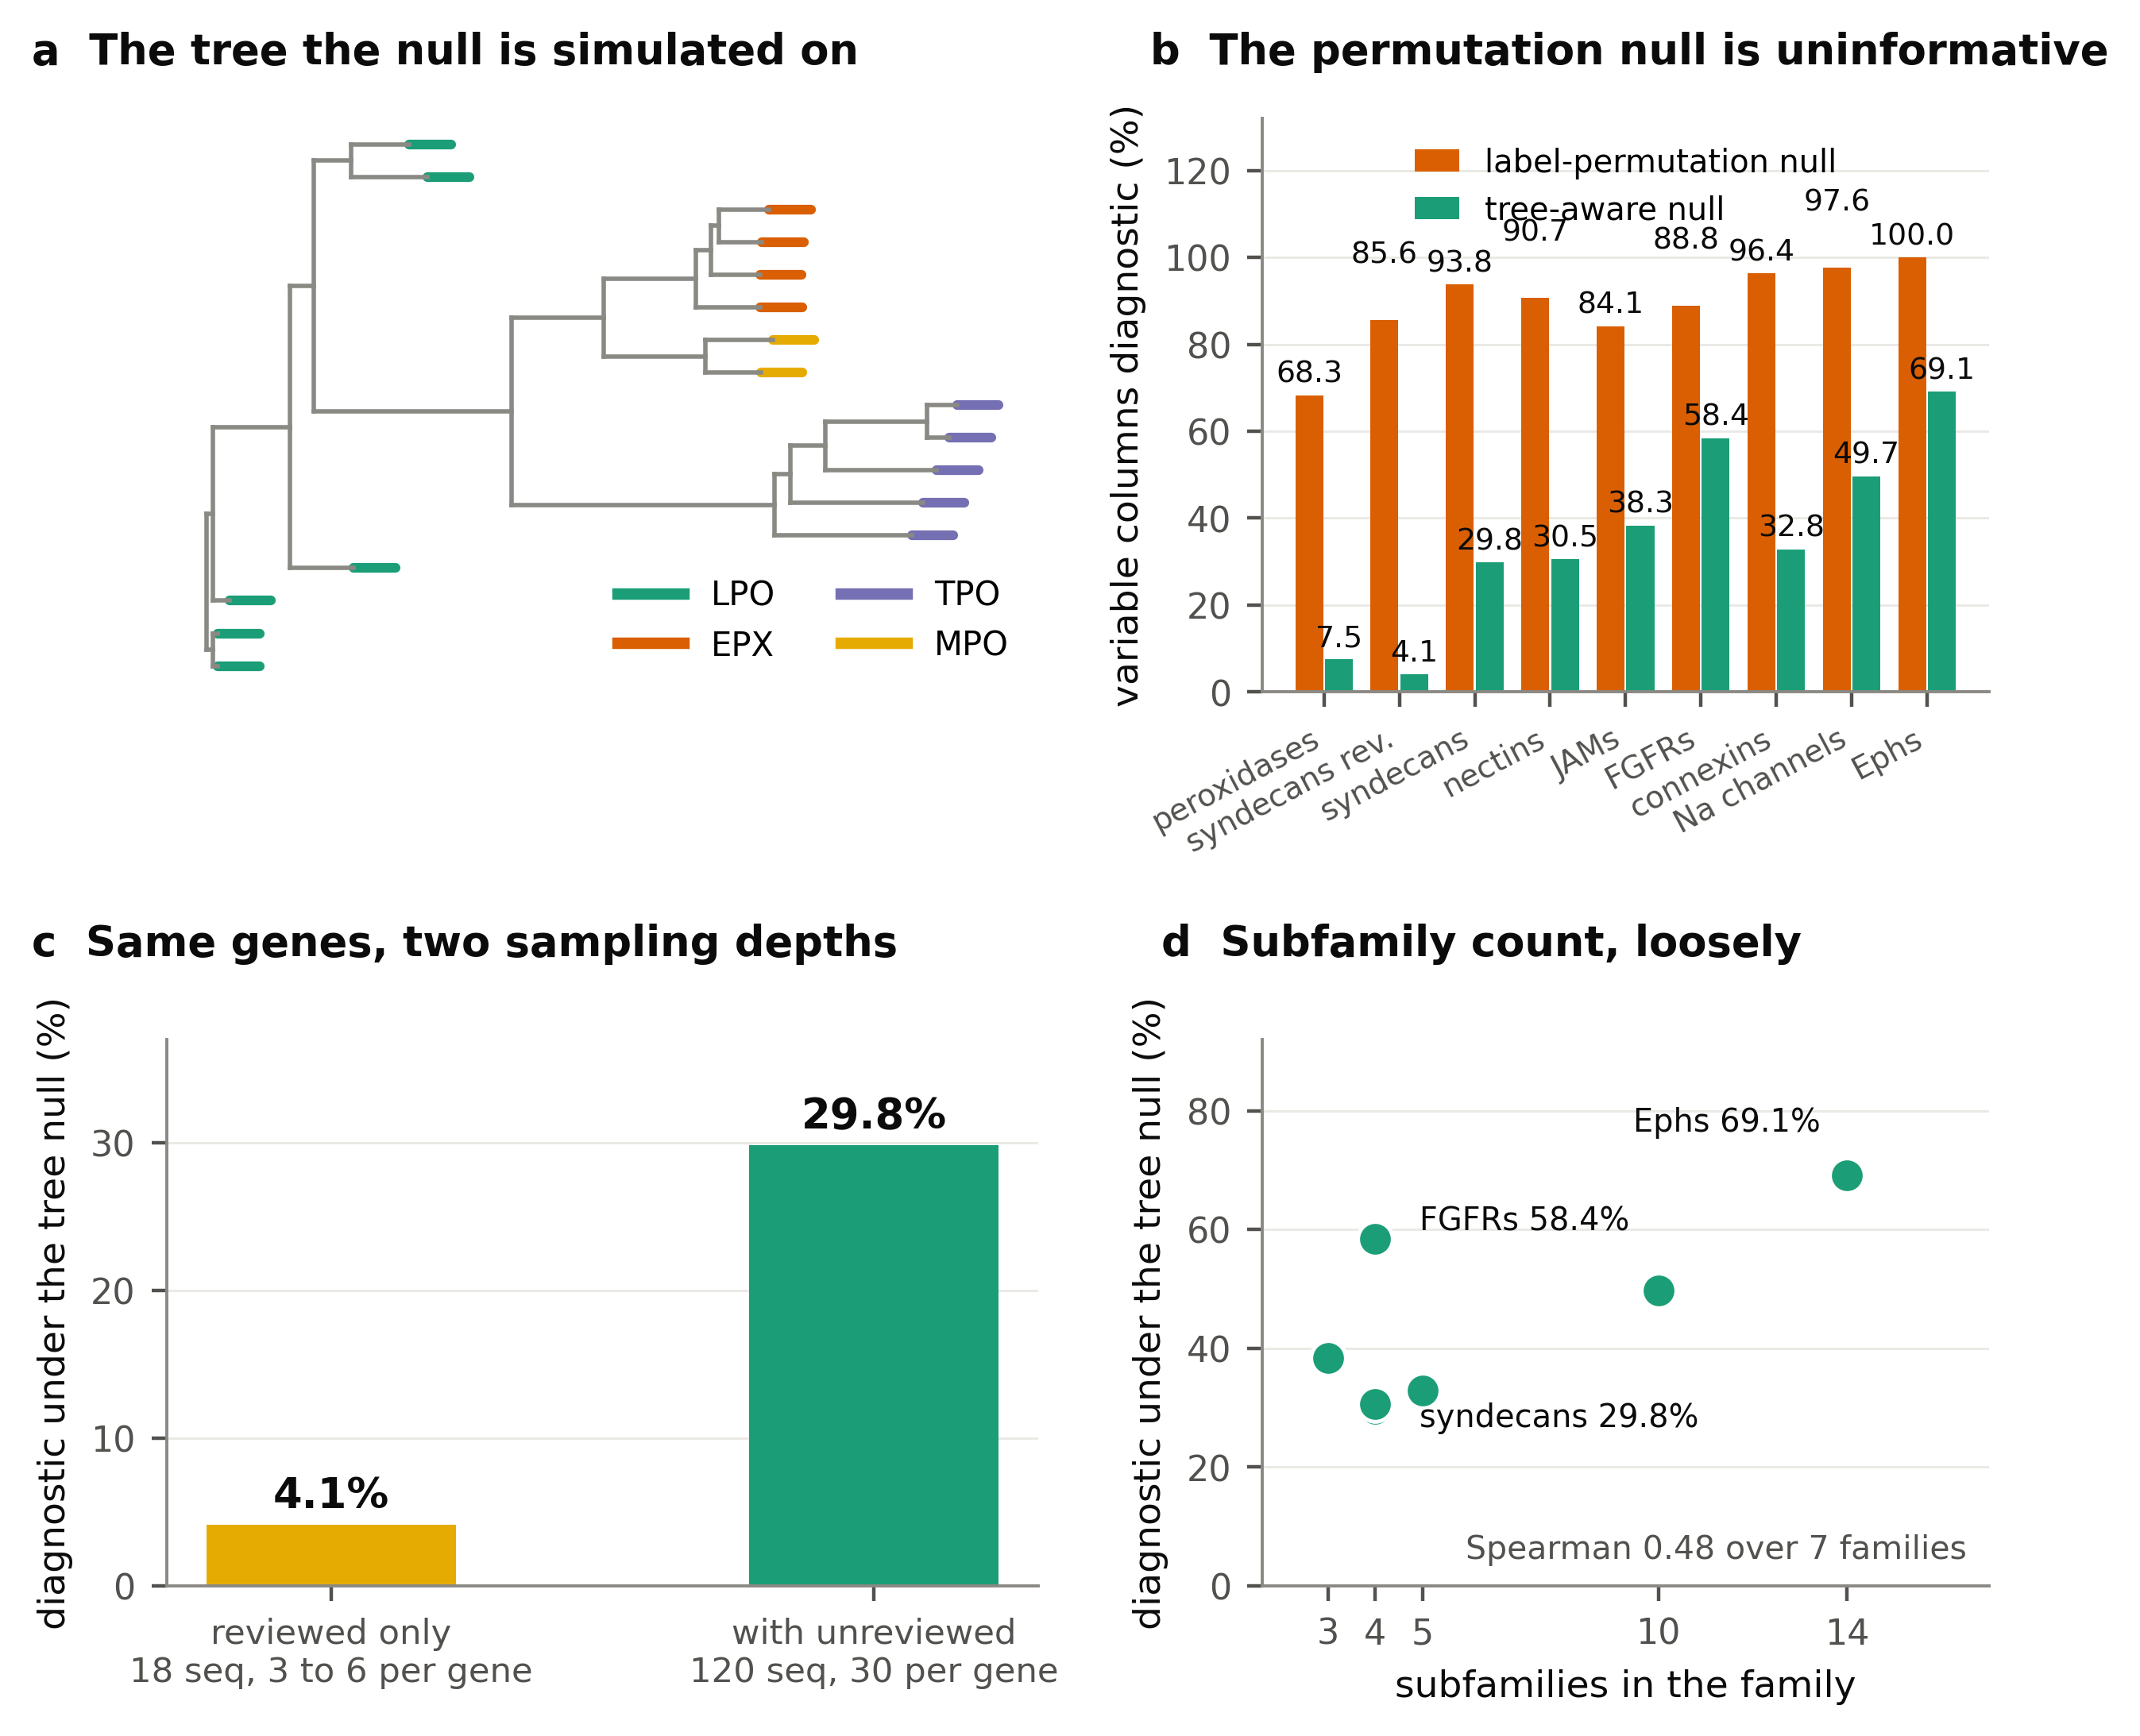 a The tree the null is simulated on
LPO
EPX
TPO
MPO
b The permutation null is uninformative
variable columns diagnostic (%)
120
100
80
60
40
20
0
label-permutation null
tree-aware null
68.3
7.5
85.6
4.1
93.8
29.8
90.7
30.5
84.1
38.3
88.8
58.4
96.4
32.8
97.6
49.7
100.0
69.1
peroxidases
syndecans rev.
syndecans
nectins
JAMs
FGFRs
connexins
Na channels
Ephs
c Same genes, two sampling depths
diagnostic under the tree null (%)
30
20
10
0
4.1%
29.8%
reviewed only
18 seq, 3 to 6 per gene
with unreviewed
120 seq, 30 per gene
d Subfamily count, loosely
diagnostic under the tree null (%)
80
60
40
20
0
Ephs 69.1%
FGFRs 58.4%
syndecans 29.8%
Spearman 0.48 over 7 families
3 4 5 10 14
subfamilies in the family